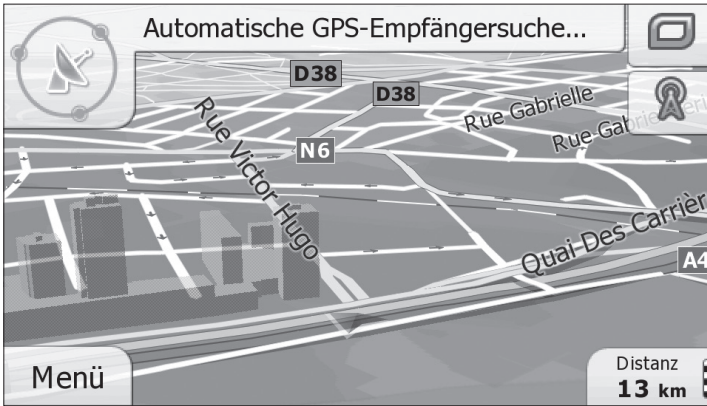 Automatische GPS-Empfängersuche...
D38
D38
Rue Gabrielle
Rue Victor Hugo
N6
Quai Des Carrièr
A4
Menü
Distanz
13 km